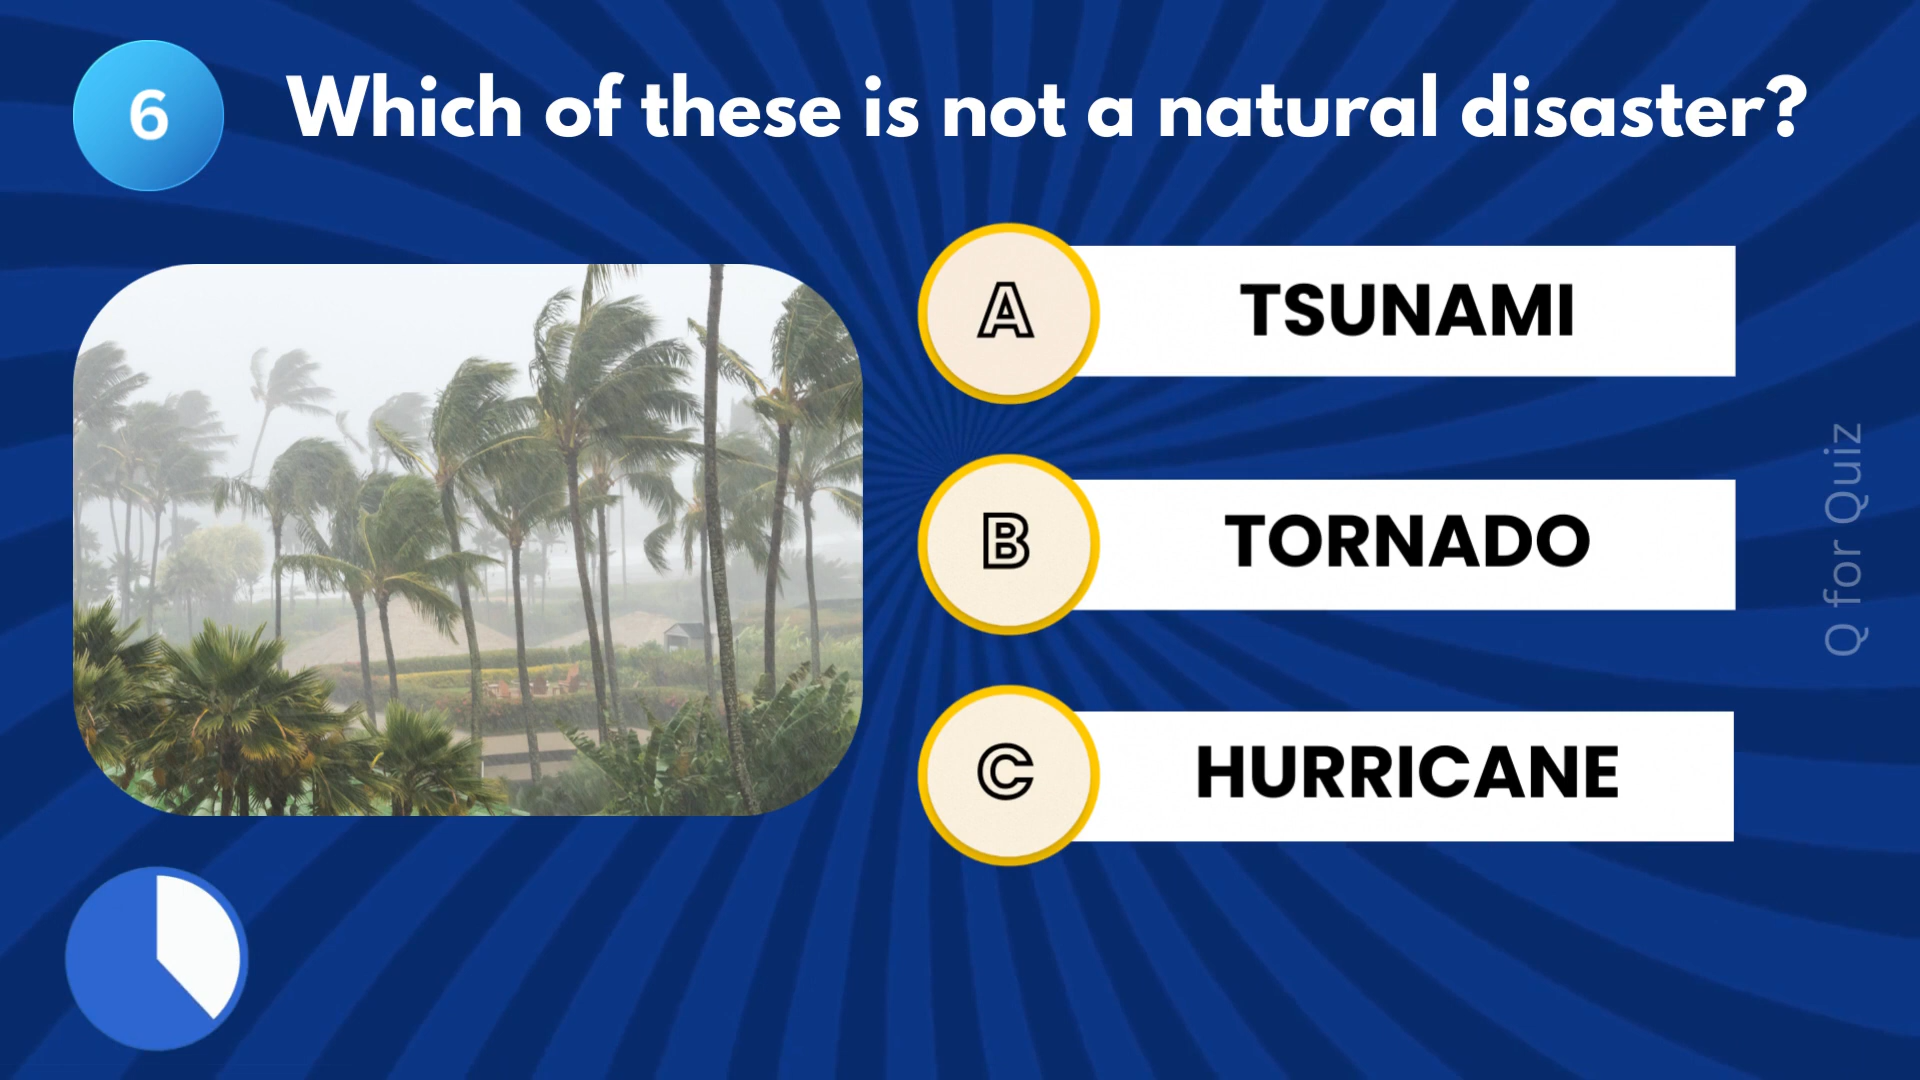 6
Which of these is not a natural disaster?
A
TSUNAMI
B
TORNADO
C
HURRICANE
Q for Quiz